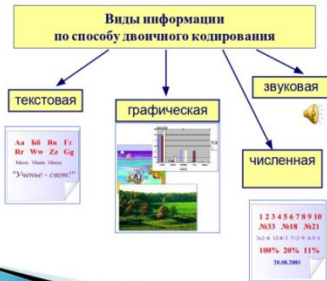 Виды информации
по способу двоичного кодирования
текстовая
графическая
звуковая
численная
Аа Бб Вв Гг
Rr Ww Zz Gg
"Ученье - свет!"
1 2 3 4 5 6 7 8 9 10
№33 №18 №21
100% 20% 11%
20.08.2001